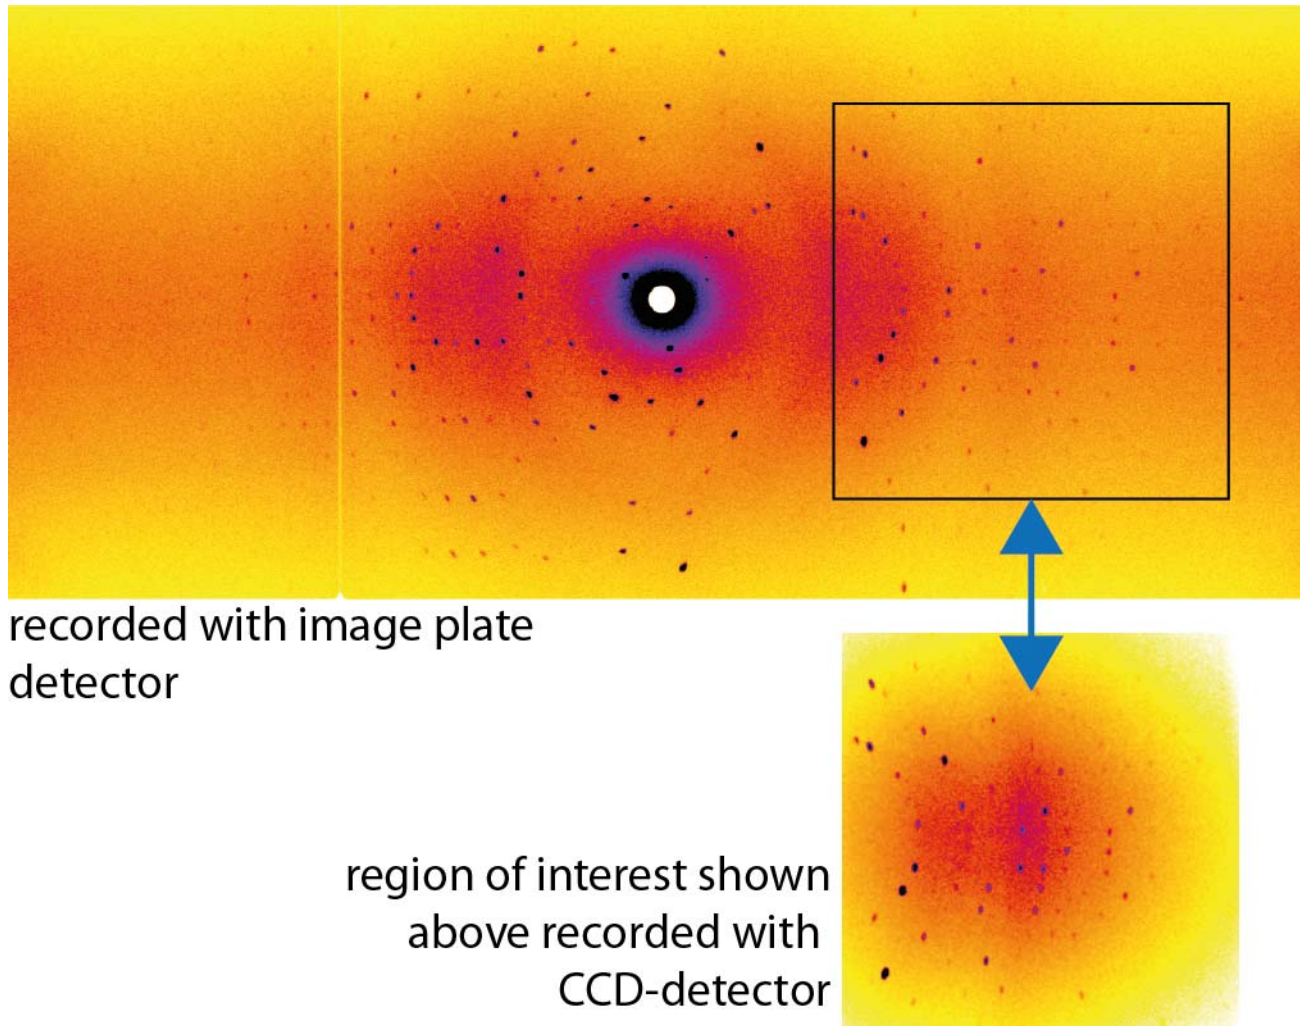 recorded with image plate
detector
region of interest shown
above recorded with
CCD-detector